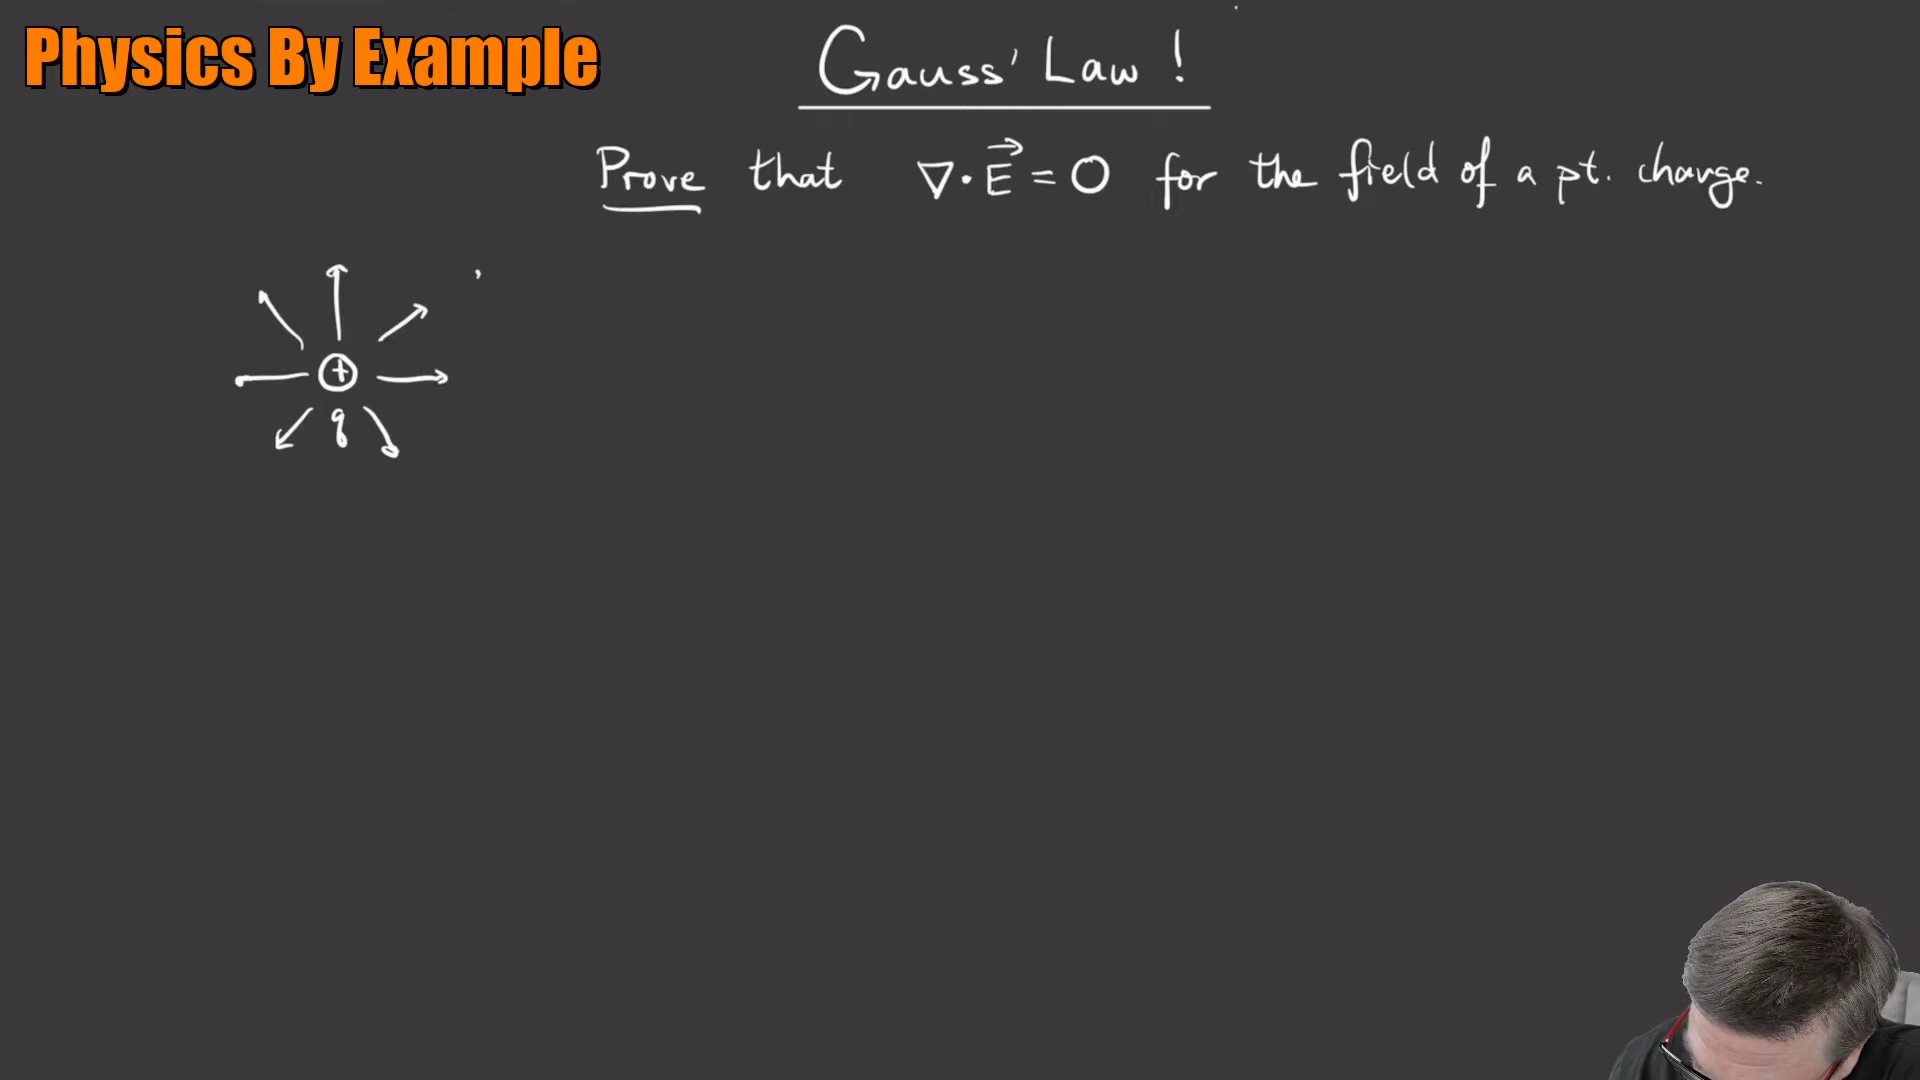 Physics By Example
Gauss' Law !
Prove that ∇·E⃗ = 0 for the field of a pt. charge.
+
q